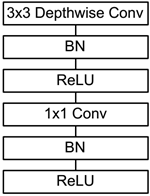 3x3 Depthwise Conv
BN
ReLU
1x1 Conv
BN
ReLU